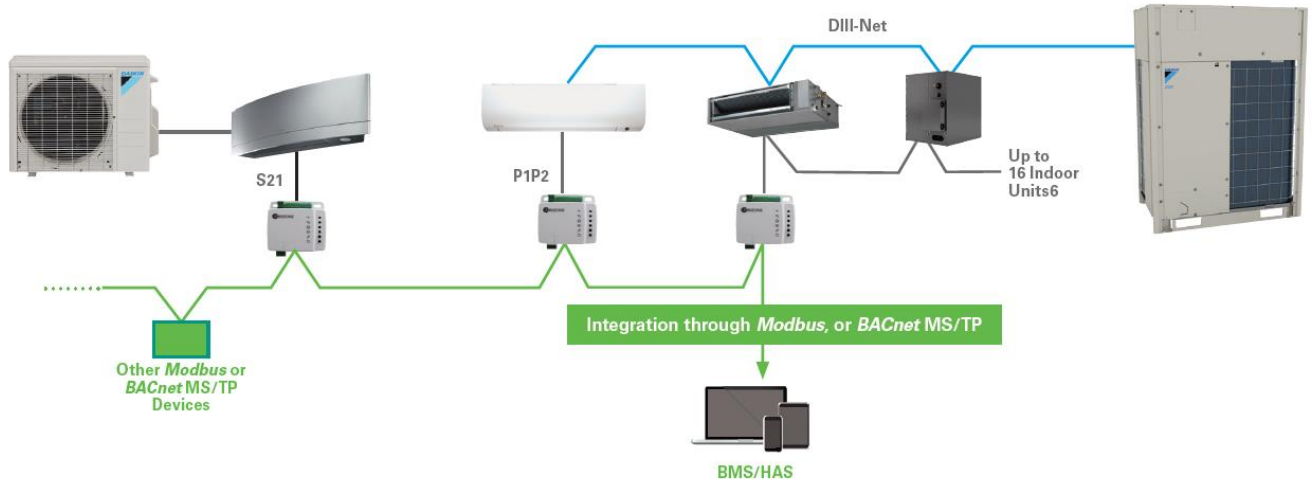 DIII-Net
DAIKIN
S21
P1P2
Up to
16 Indoor
Units6
Integration through Modbus, or BACnet MS/TP
Other Modbus or
BACnet MS/TP
Devices
BMS/HAS